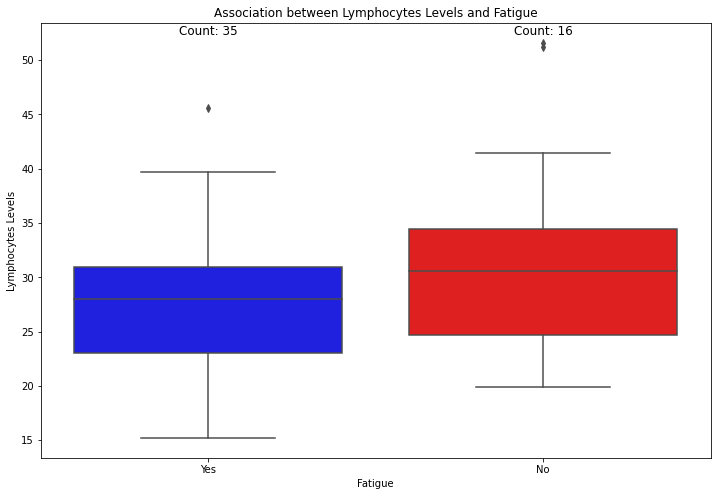 Association between Lymphocytes Levels and Fatigue
Count: 35
Count: 16
50
45
40
35
30
25
20
15
Lymphocytes Levels
Yes
No
Fatigue